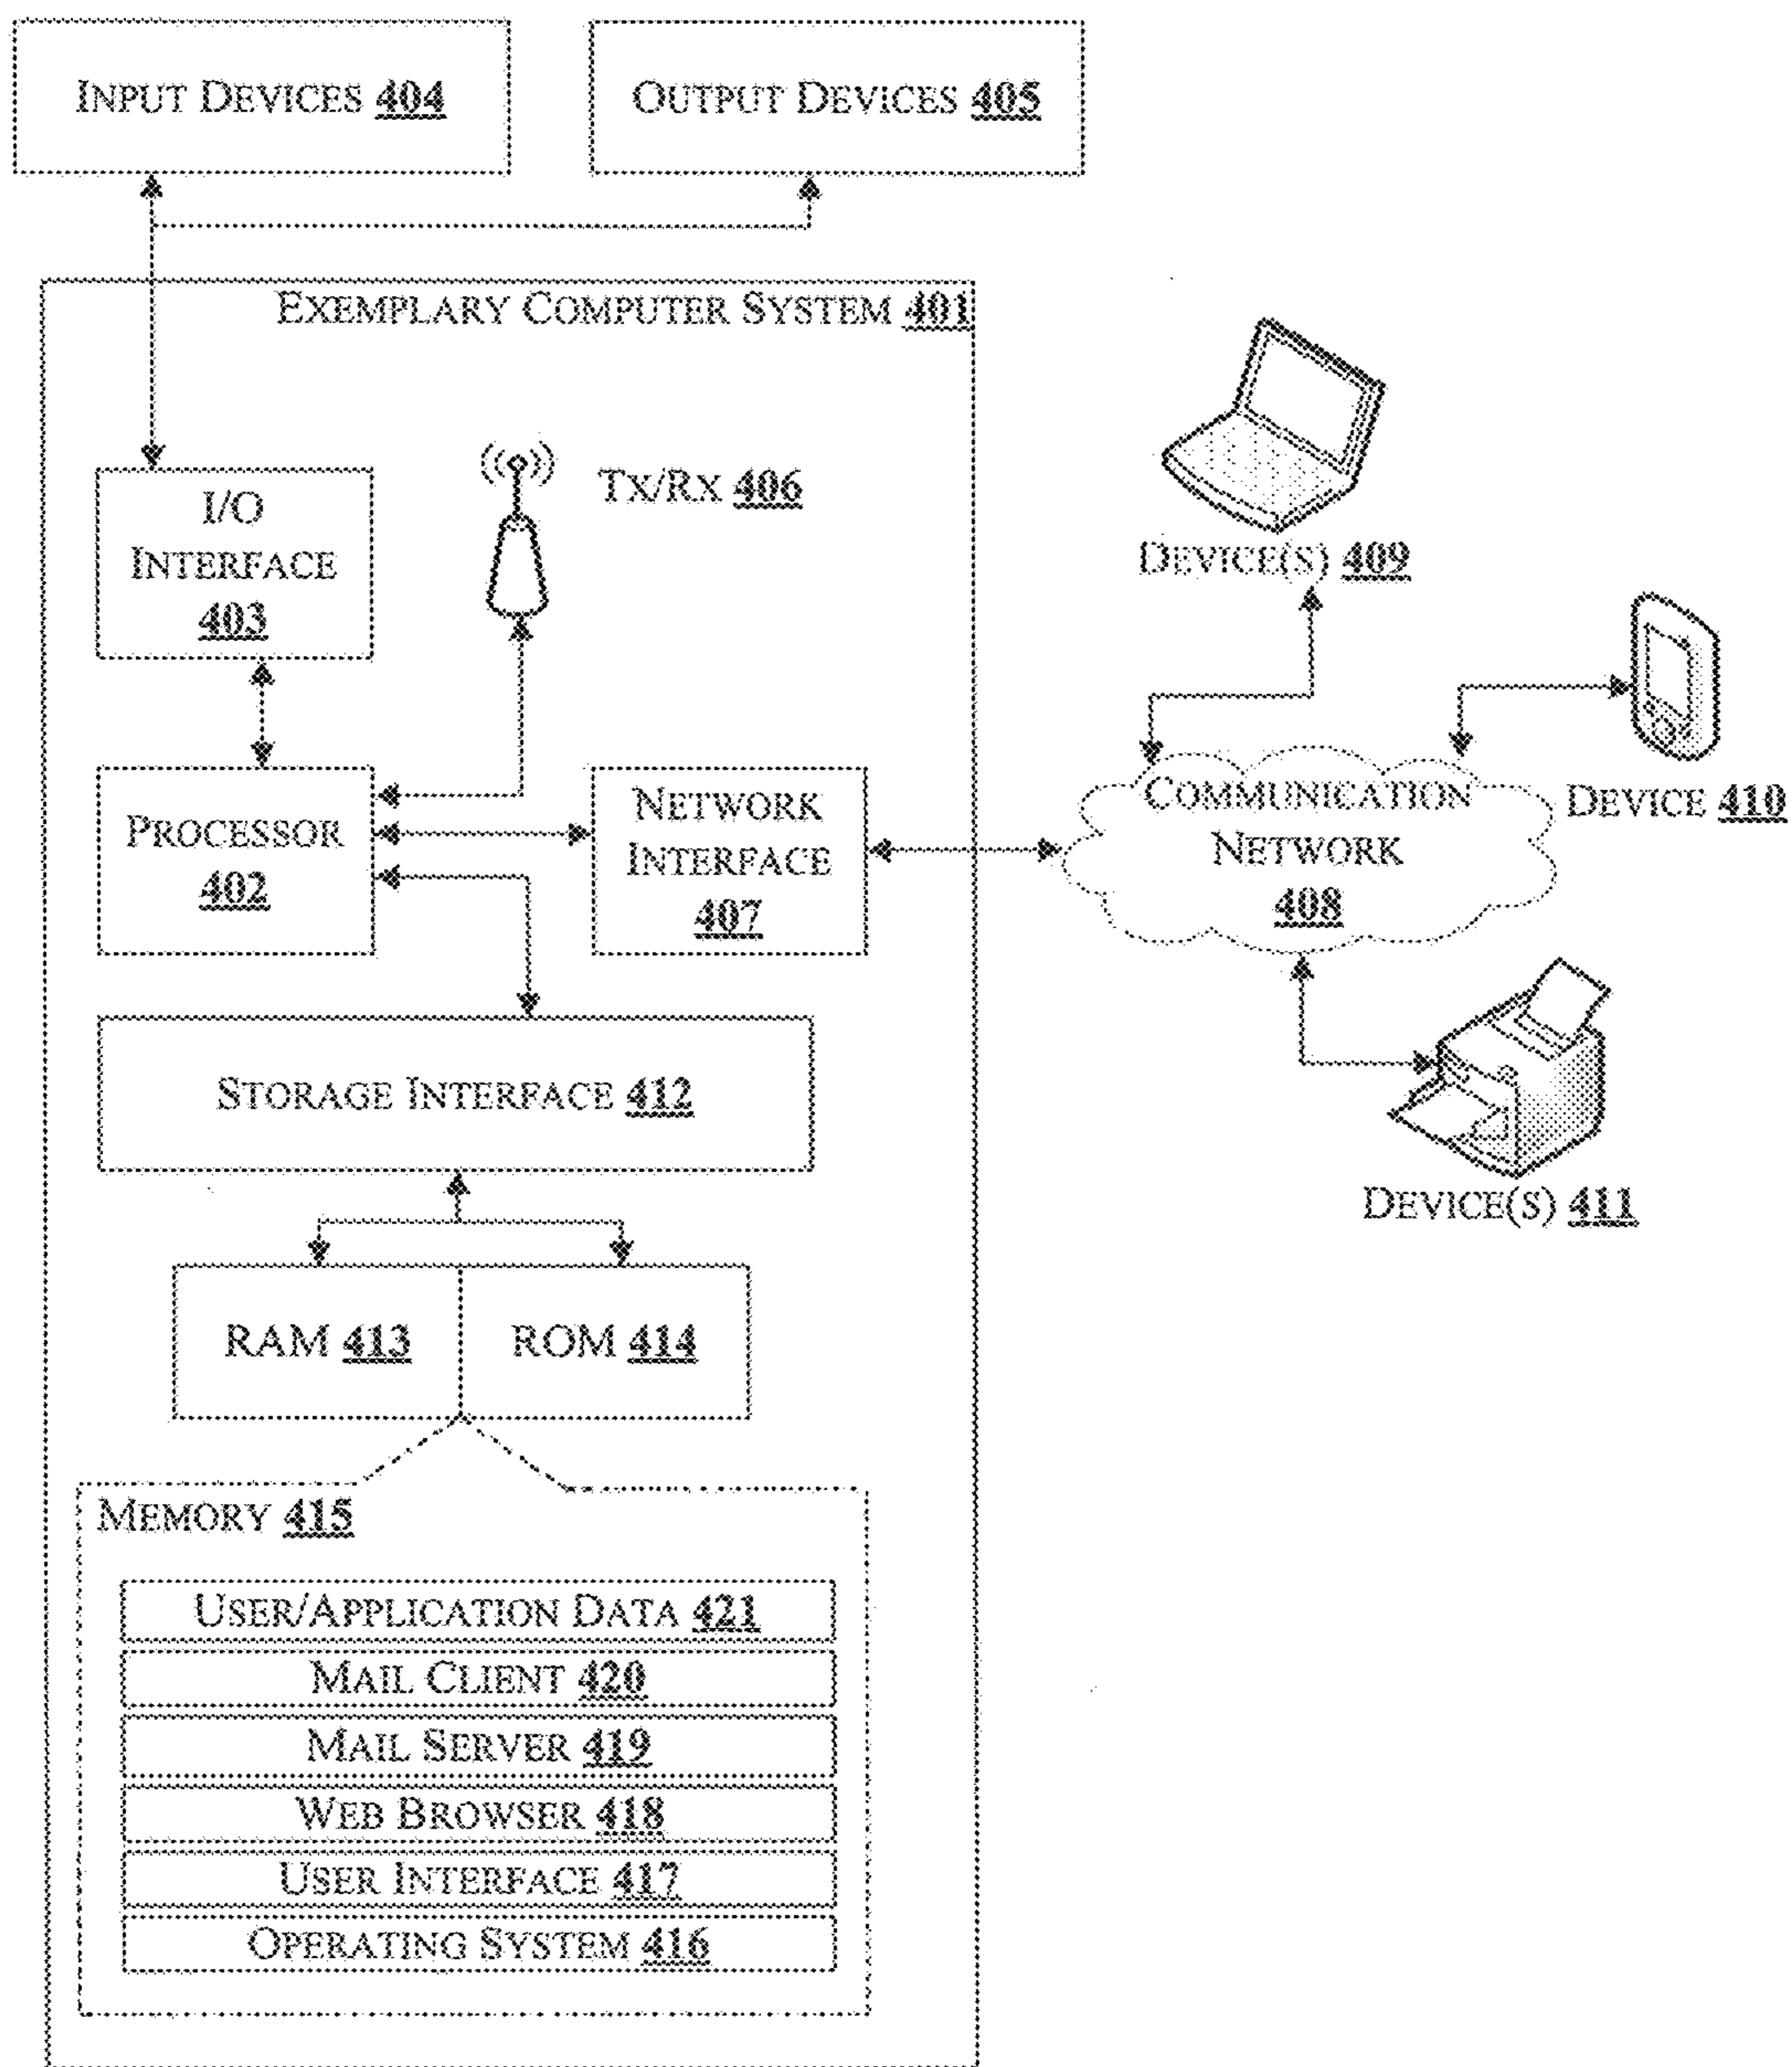 INPUT DEVICES 404
OUTPUT DEVICES 405
EXEMPLARY COMPUTER SYSTEM 401
I/O
INTERFACE
403
TX/RX 406
DEVICE(S) 409
DEVICE 410
PROCESSOR
402
NETWORK
INTERFACE
407
COMMUNICATION
NETWORK
408
STORAGE INTERFACE 412
DEVICE(S) 411
RAM 413
ROM 414
MEMORY 415
USER/APPLICATION DATA 421
MAIL CLIENT 420
MAIL SERVER 419
WEB BROWSER 418
USER INTERFACE 417
OPERATING SYSTEM 416